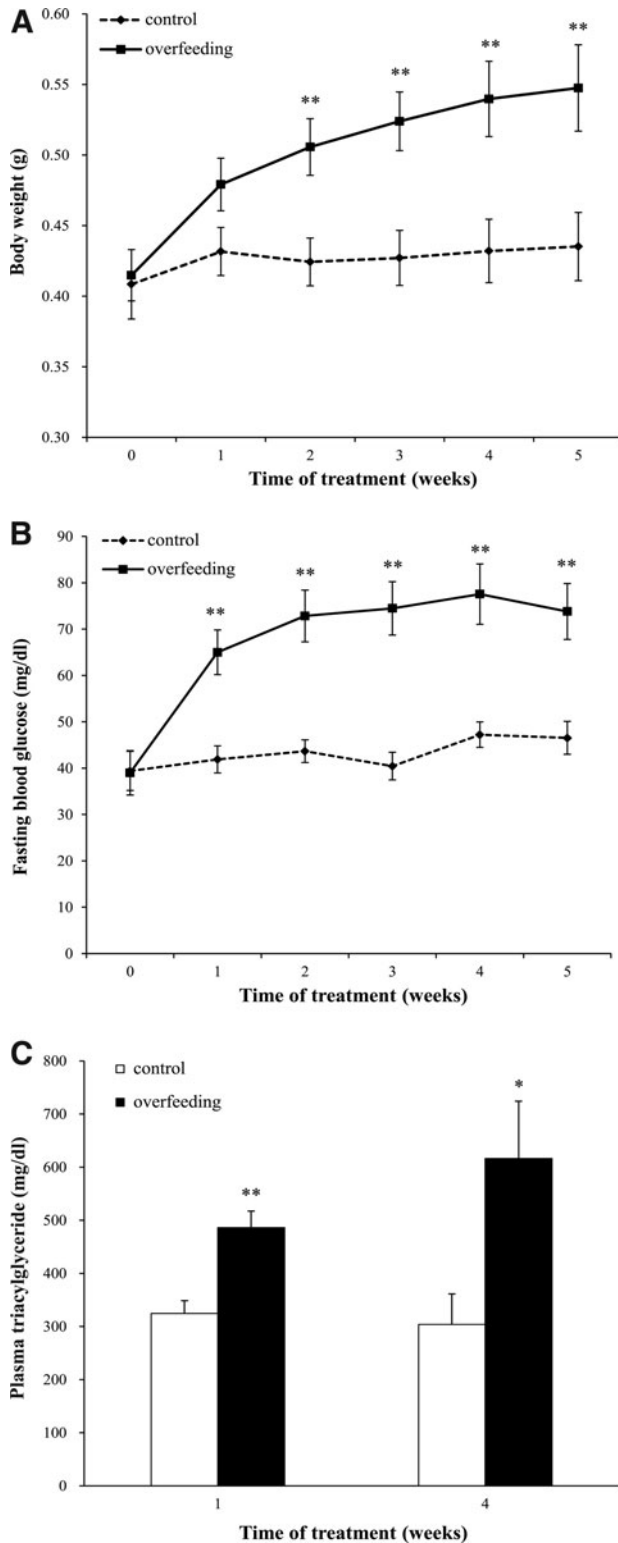 A
control
overfeeding
0.60
0.55
0.50
0.45
0.40
0.35
0.30
** ** ** **
Body weight (g)
0 1 2 3 4 5
Time of treatment (weeks)
B
control
overfeeding
90
80
70
60
50
40
30
20
10
0
** ** ** ** **
Fasting blood glucose (mg/dl)
0 1 2 3 4 5
Time of treatment (weeks)
C
control
overfeeding
800
700
600
500
400
300
200
100
0
** *
Plasma triacylglyceride (mg/dl)
1 4
Time of treatment (weeks)